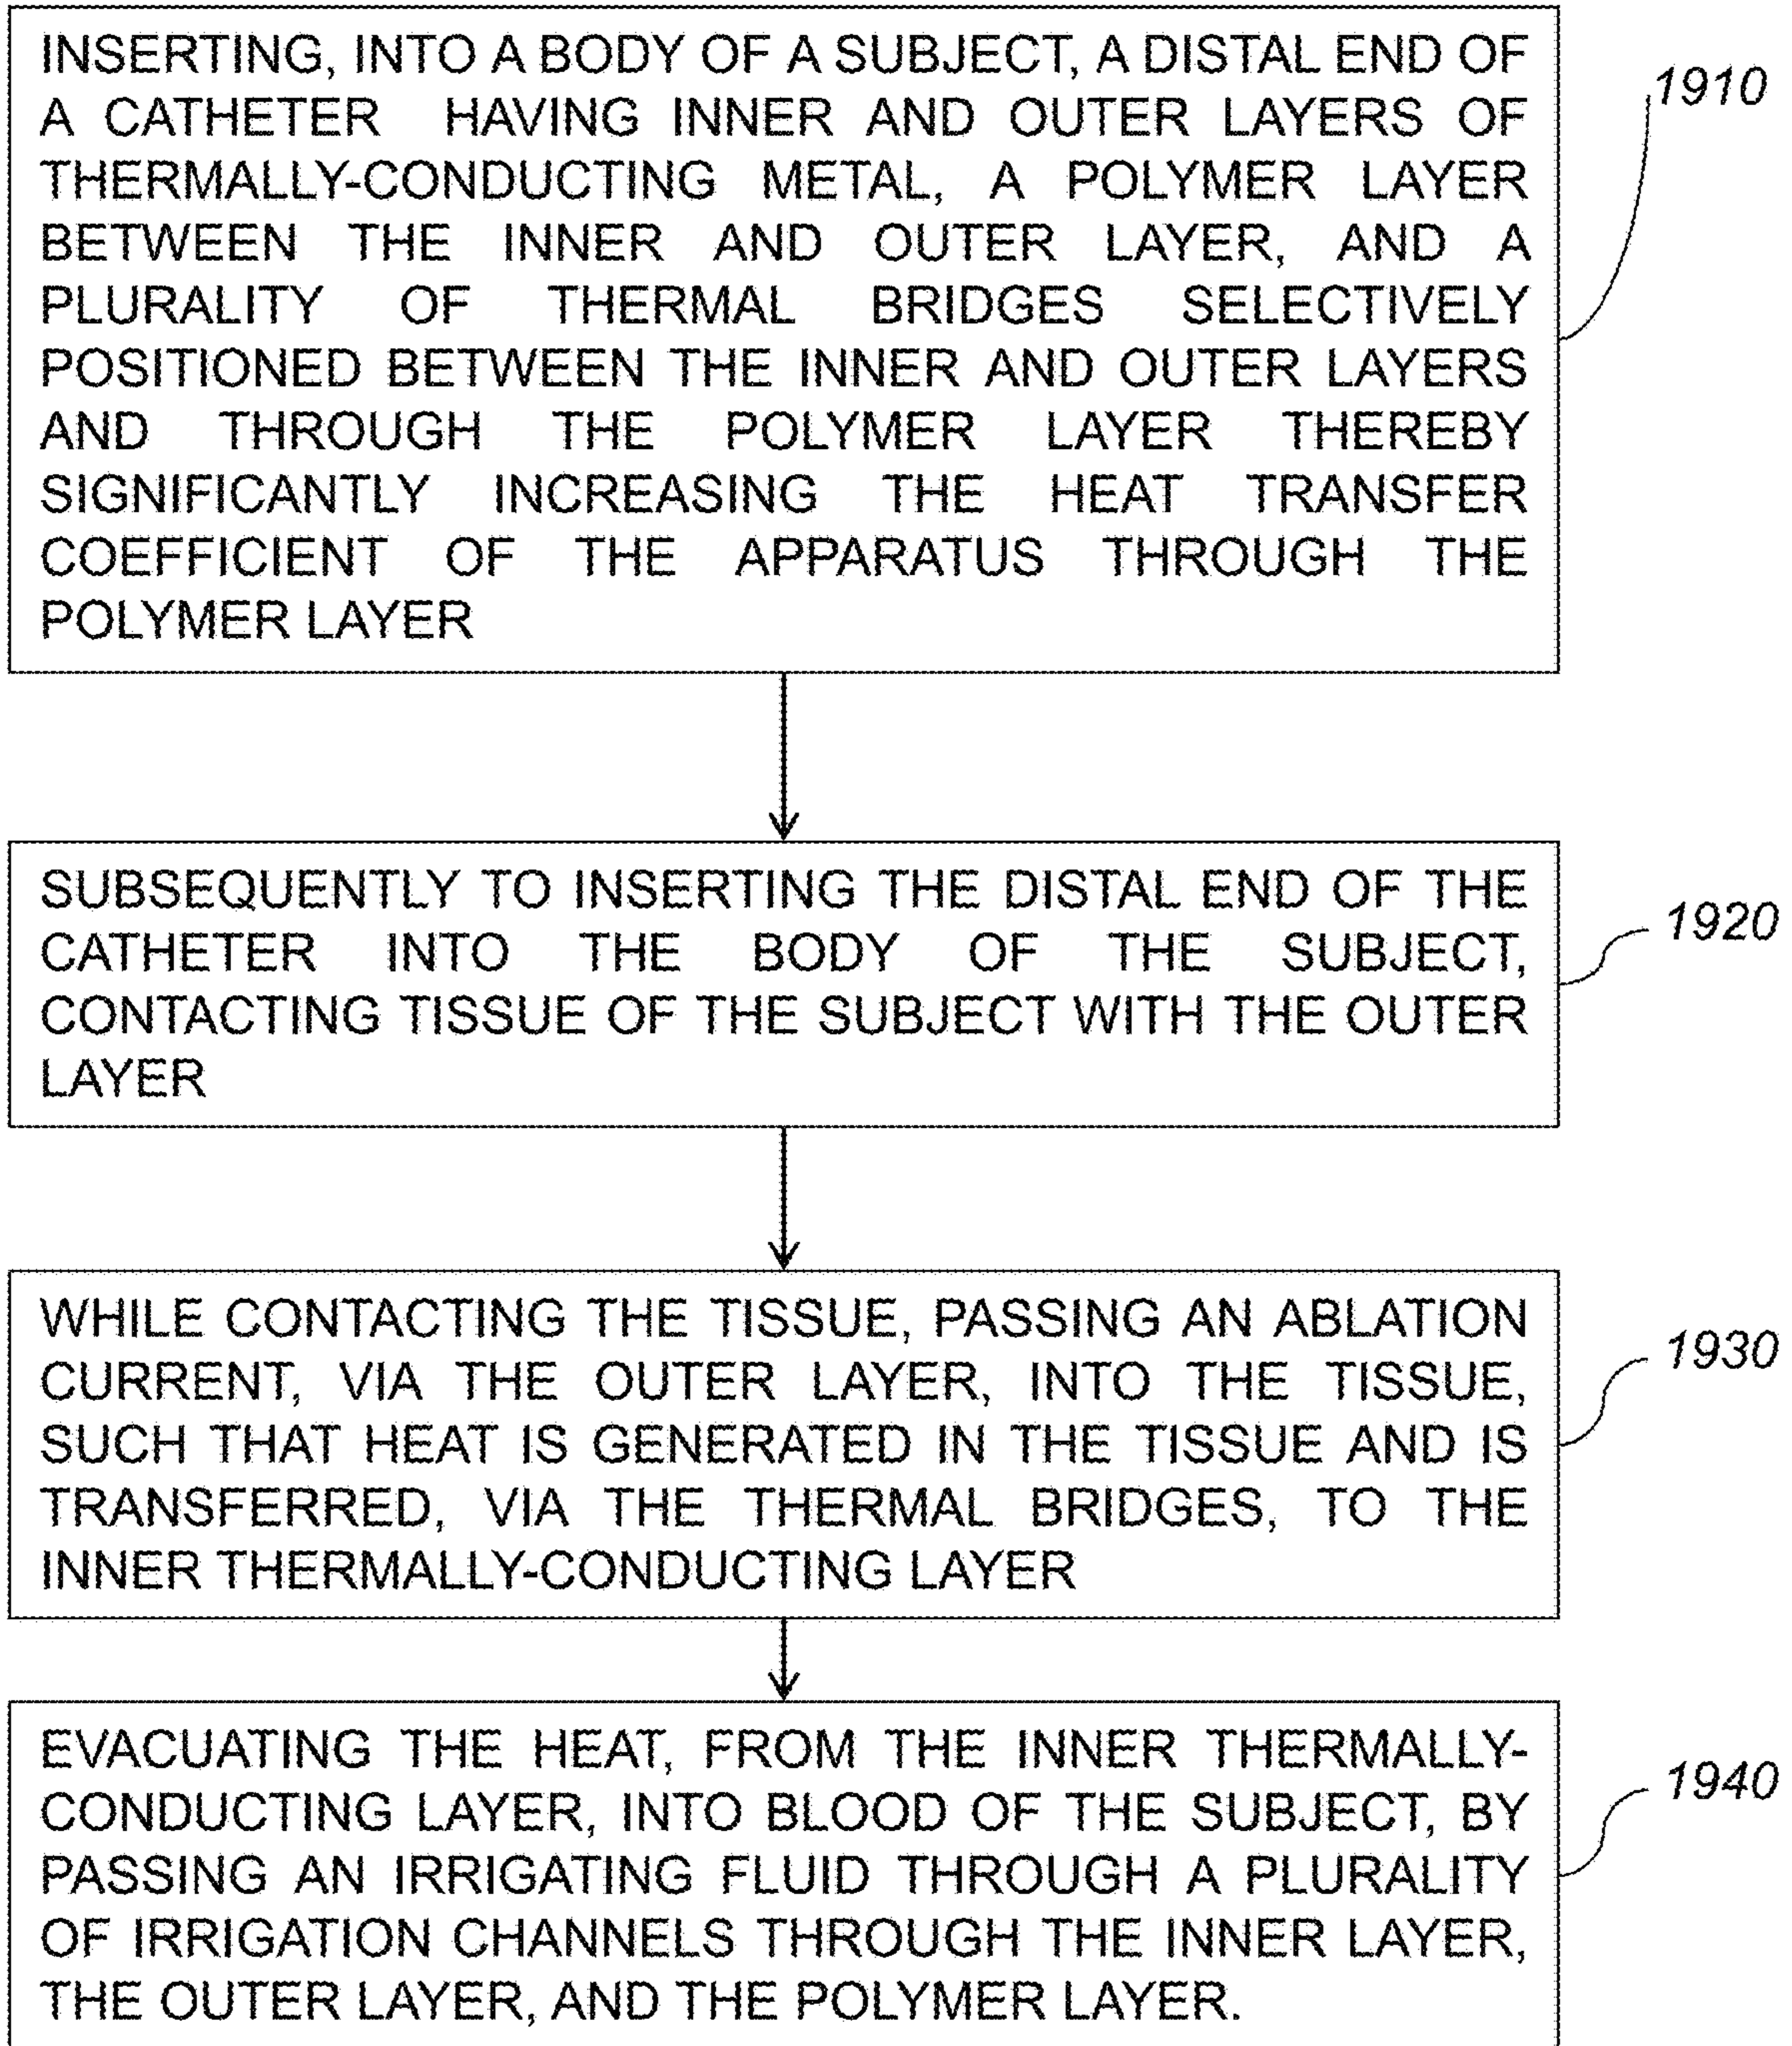 INSERTING, INTO A BODY OF A SUBJECT, A DISTAL END OF
A CATHETER HAVING INNER AND OUTER LAYERS OF
THERMALLY-CONDUCTING METAL, A POLYMER LAYER
BETWEEN THE INNER AND OUTER LAYER, AND A
PLURALITY OF THERMAL BRIDGES SELECTIVELY
POSITIONED BETWEEN THE INNER AND OUTER LAYERS
AND THROUGH THE POLYMER LAYER THEREBY
SIGNIFICANTLY INCREASING THE HEAT TRANSFER
COEFFICIENT OF THE APPARATUS THROUGH THE
POLYMER LAYER
1910
SUBSEQUENTLY TO INSERTING THE DISTAL END OF THE
CATHETER INTO THE BODY OF THE SUBJECT,
CONTACTING TISSUE OF THE SUBJECT WITH THE OUTER
LAYER
1920
WHILE CONTACTING THE TISSUE, PASSING AN ABLATION
CURRENT, VIA THE OUTER LAYER, INTO THE TISSUE,
SUCH THAT HEAT IS GENERATED IN THE TISSUE AND IS
TRANSFERRED, VIA THE THERMAL BRIDGES, TO THE
INNER THERMALLY-CONDUCTING LAYER
1930
EVACUATING THE HEAT, FROM THE INNER THERMALLY-
CONDUCTING LAYER, INTO BLOOD OF THE SUBJECT, BY
PASSING AN IRRIGATING FLUID THROUGH A PLURALITY
OF IRRIGATION CHANNELS THROUGH THE INNER LAYER,
THE OUTER LAYER, AND THE POLYMER LAYER.
1940